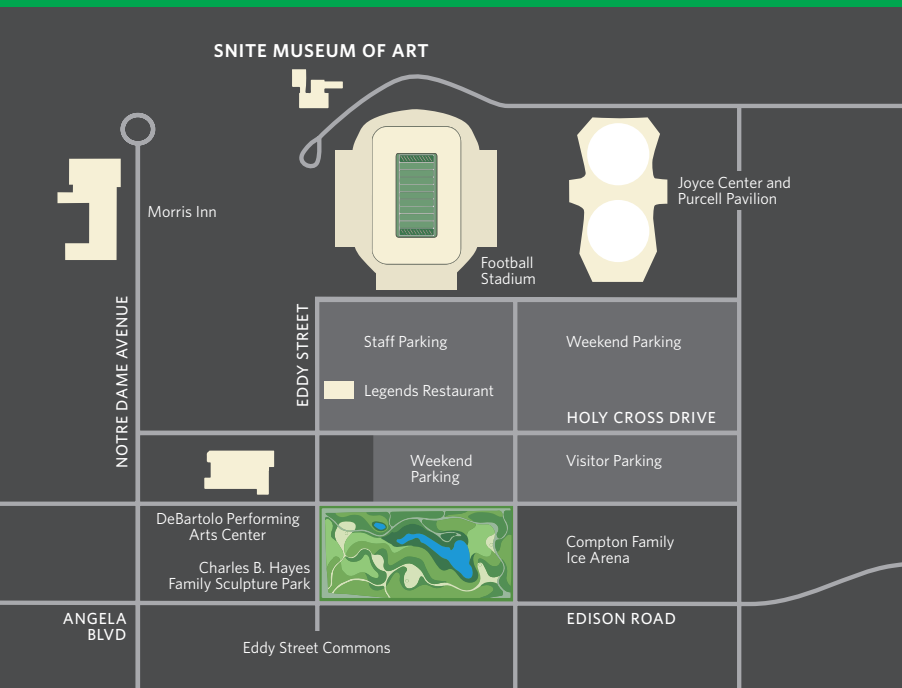 SNITE MUSEUM OF ART
Morris Inn
Joyce Center and
Purcell Pavilion
Football
Stadium
NOTRE DAME AVENUE
EDDY STREET
Staff Parking
Weekend Parking
Legends Restaurant
HOLY CROSS DRIVE
Weekend
Parking
Visitor Parking
DeBartolo Performing
Arts Center
Charles B. Hayes
Family Sculpture Park
Compton Family
Ice Arena
ANGELA
BLVD
EDISON ROAD
Eddy Street Commons